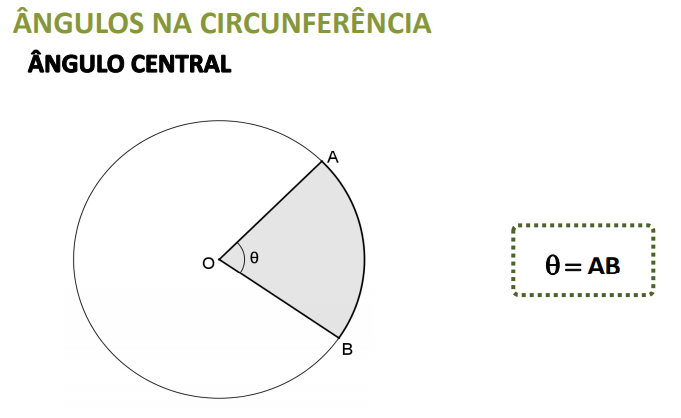 ÂNGULOS NA CIRCUNFERÊNCIA
ÂNGULO CENTRAL
A
O
θ
θ = AB
B